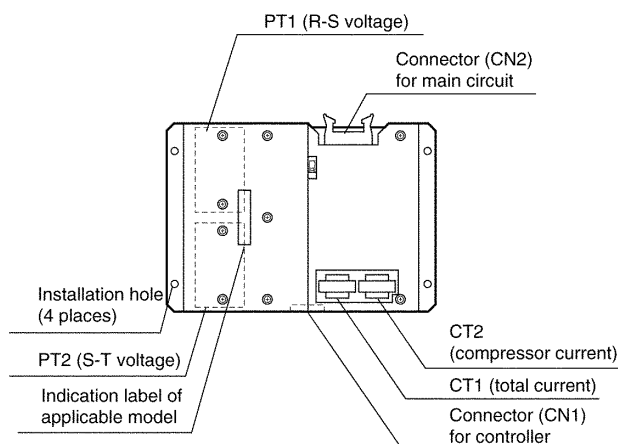 PT1 (R-S voltage)
Connector (CN2)
for main circuit
Installation hole
(4 places)
PT2 (S-T voltage)
Indication label of
applicable model
CT2
(compressor current)
CT1 (total current)
Connector (CN1)
for controller